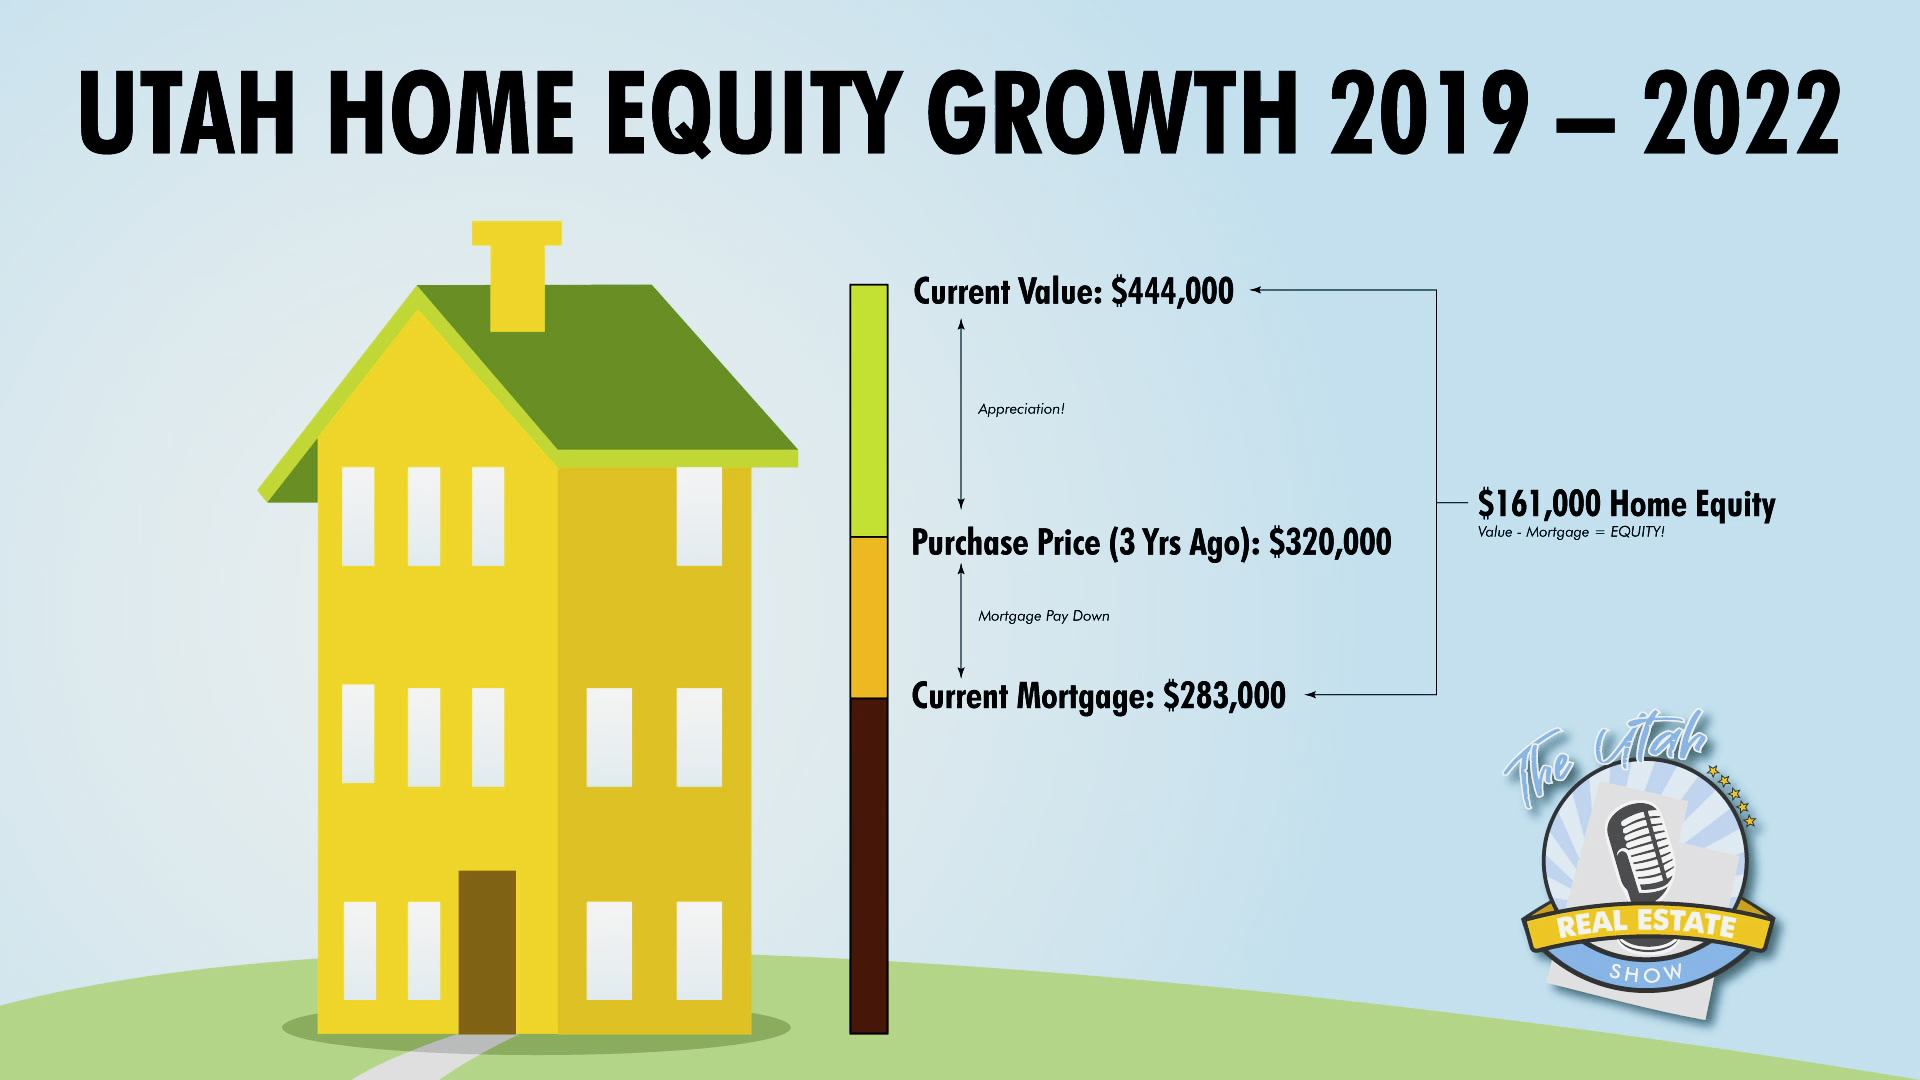 UTAH HOME EQUITY GROWTH 2019 – 2022
Current Value: $444,000
Appreciation!
$161,000 Home Equity
Value - Mortgage = EQUITY!
Purchase Price (3 Yrs Ago): $320,000
Mortgage Pay Down
Current Mortgage: $283,000
The Utah
REAL ESTATE
SHOW